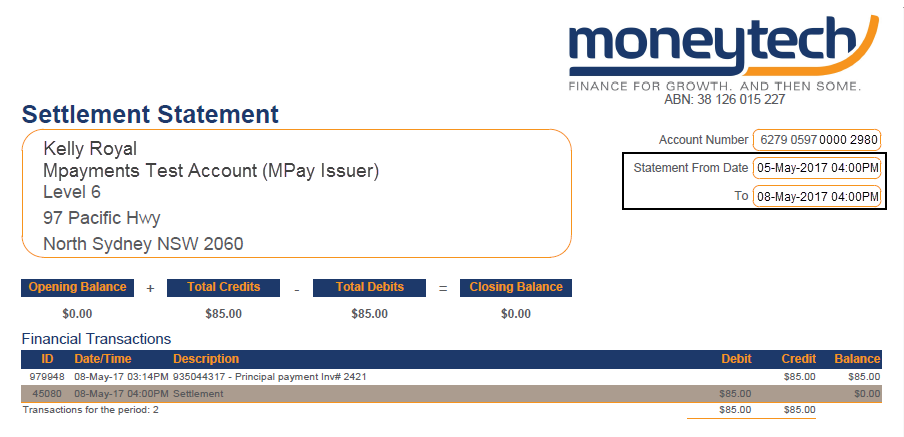 moneytech
FINANCE FOR GROWTH. AND THEN SOME.
ABN: 38 126 015 227
Settlement Statement
Kelly Royal
Mpayments Test Account (MPay Issuer)
Level 6
97 Pacific Hwy
North Sydney NSW 2060
Account Number 6279 0597 0000 2980
Statement From Date 05-May-2017 04:00PM
To 08-May-2017 04:00PM
Opening Balance + Total Credits - Total Debits = Closing Balance
$0.00 $85.00 $85.00 $0.00
Financial Transactions
ID Date/Time Description Debit Credit Balance
979948 08-May-17 03:14PM 935044317 - Principal payment Inv# 2421 $85.00 $85.00
45080 08-May-17 04:00PM Settlement $85.00 $0.00
Transactions for the period: 2 $85.00 $85.00